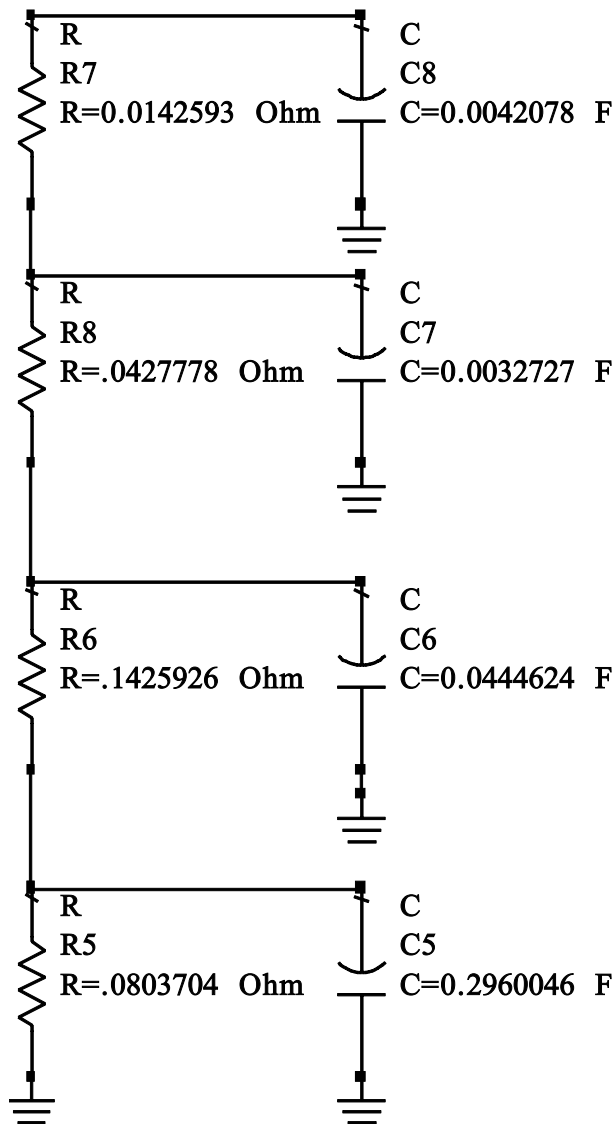 R
R7
R=0.0142593 Ohm
C
C8
C=0.0042078 F
R
R8
R=.0427778 Ohm
C
C7
C=0.0032727 F
R
R6
R=.1425926 Ohm
C
C6
C=0.0444624 F
R
R5
R=.0803704 Ohm
C
C5
C=0.2960046 F